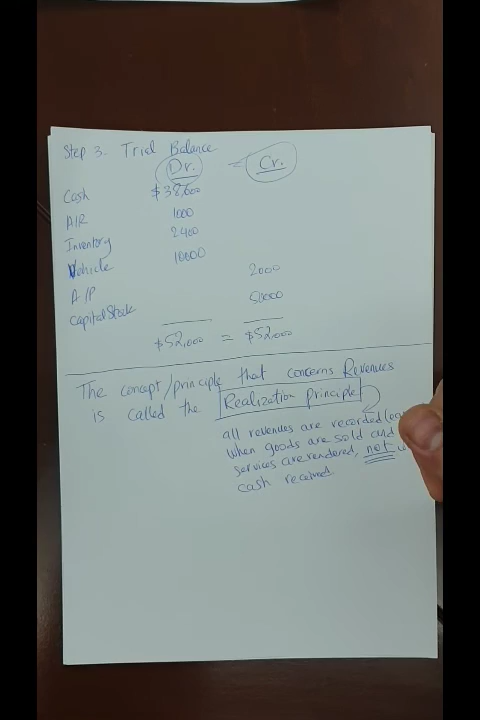 Step 3. Trial Balance
Dr. = Cr.
Cash $38,600
A/R 1000
Inventory 2400
Vehicle 10000
A/P 2000
Capital Stock 50000
$52,000 = $52,000
The concept/principle that concerns Revenues
is called the Realization Principle
all revenues are recorded
when goods are sold and
services are rendered, not
cash received